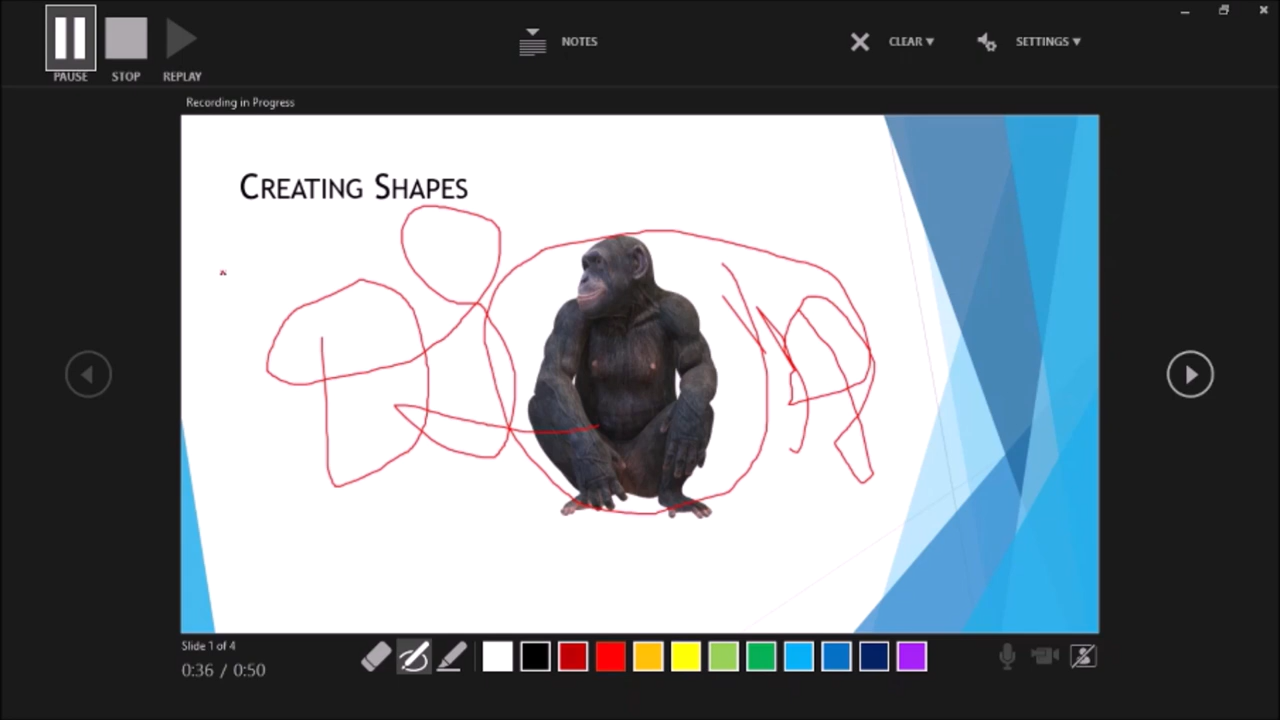 PAUSE
STOP
REPLAY
NOTES
CLEAR
SETTINGS
Recording in Progress
CREATING SHAPES
Slide 1 of 4
0:36 / 0:50